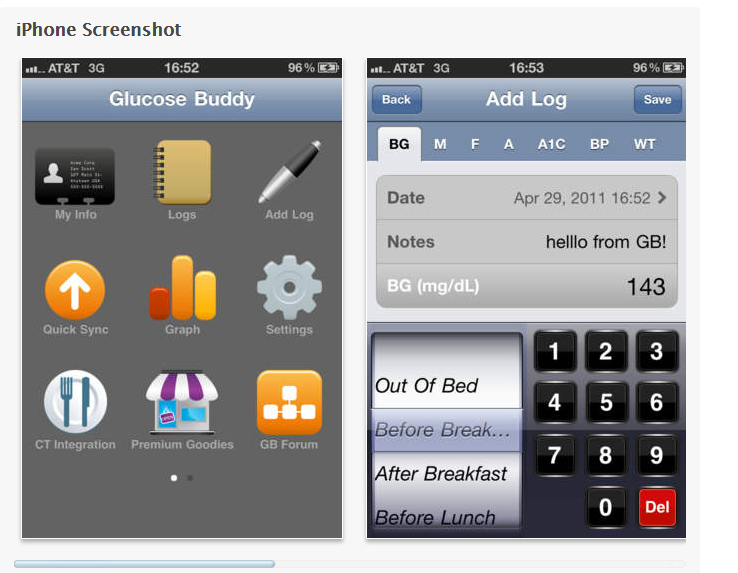 iPhone Screenshot
AT&T 3G 16:52 96%
Glucose Buddy
My Info Logs Add Log
Quick Sync Graph Settings
CT Integration Premium Goodies GB Forum
AT&T 3G 16:53 96%
Back Add Log Save
BG M F A A1C BP WT
Date Apr 29, 2011 16:52
Notes helllo from GB!
BG (mg/dL) 143
Out Of Bed
Before Break...
After Breakfast
Before Lunch
1 2 3
4 5 6
7 8 9
0 Del